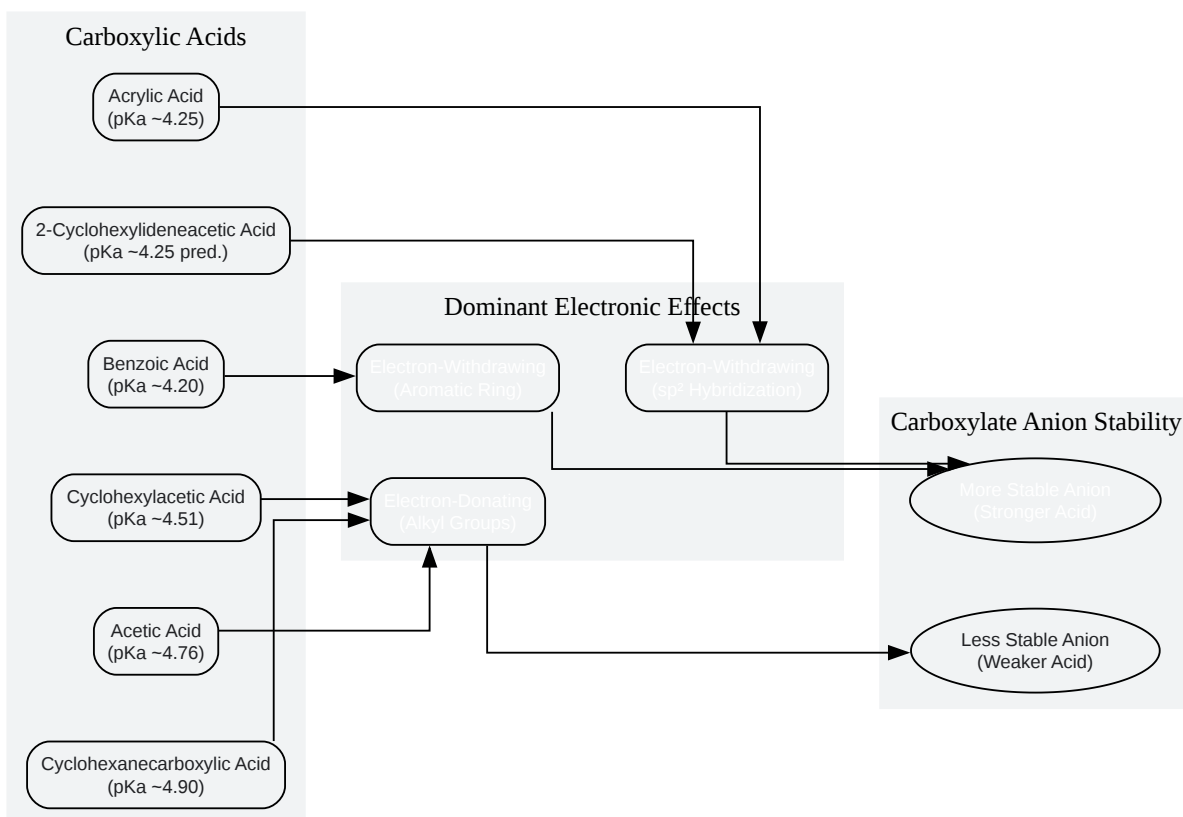 Carboxylic Acids
Acrylic Acid
(pKa ~4.25)
2-Cyclohexylideneacetic Acid
(pKa ~4.25 pred.)
Benzoic Acid
(pKa ~4.20)
Cyclohexylacetic Acid
(pKa ~4.51)
Acetic Acid
(pKa ~4.76)
Cyclohexanecarboxylic Acid
(pKa ~4.90)
Dominant Electronic Effects
Electron-Withdrawing
(Aromatic Ring)
Electron-Withdrawing
(sp² Hybridization)
Electron-Donating
(Alkyl Groups)
Carboxylate Anion Stability
More Stable Anion
(Stronger Acid)
Less Stable Anion
(Weaker Acid)